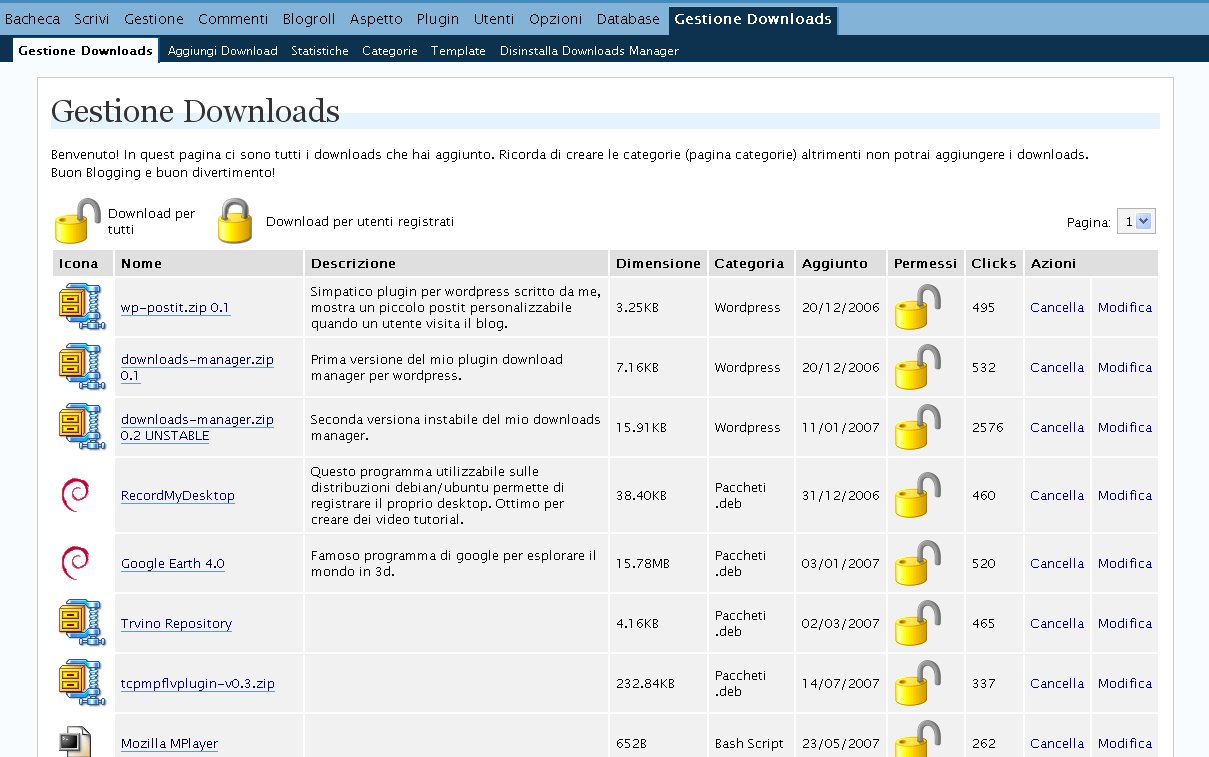 Bacheca Scrivi Gestione Commenti Blogroll Aspetto Plugin Utenti Opzioni Database Gestione Downloads
Gestione Downloads Aggiungi Download Statistiche Categorie Template Disinstalla Downloads Manager
Gestione Downloads
Benvenuto! In quest pagina ci sono tutti i downloads che hai aggiunto. Ricorda di creare le categorie (pagina categorie) altrimenti non potrai aggiungere i downloads.
Buon Blogging e buon divertimento!
Download per
tutti
Download per utenti registrati
Pagina: 1
Icona Nome Descrizione Dimensione Categoria Aggiunto Permessi Clicks Azioni
wp-postit.zip 0.1
Simpatico plugin per wordpress scritto da me,
mostra un piccolo postit personalizzabile
quando un utente visita il blog.
3.25KB Wordpress 20/12/2006 495 Cancella Modifica
downloads-manager.zip
0.1
Prima versione del mio plugin download
manager per wordpress.
7.16KB Wordpress 20/12/2006 532 Cancella Modifica
downloads-manager.zip
0.2 UNSTABLE
Seconda versiona instabile del mio downloads
manager.
15.91KB Wordpress 11/01/2007 2576 Cancella Modifica
RecordMyDesktop
Questo programma utilizzabile sulle
distribuzioni debian/ubuntu permette di
registrare il proprio desktop. Ottimo per
creare dei video tutorial.
38.40KB
Paccheti
.deb
31/12/2006 460 Cancella Modifica
Google Earth 4.0
Famoso programma di google per esplorare il
mondo in 3d.
15.78MB
Paccheti
.deb
03/01/2007 520 Cancella Modifica
Trvino Repository
4.16KB
Paccheti
.deb
02/03/2007 465 Cancella Modifica
tcpmpflvplugin-v0.3.zip
232.84KB
Paccheti
.deb
14/07/2007 337 Cancella Modifica
Mozilla MPlayer 652B Bash Script 23/05/2007 262 Cancella Modifica